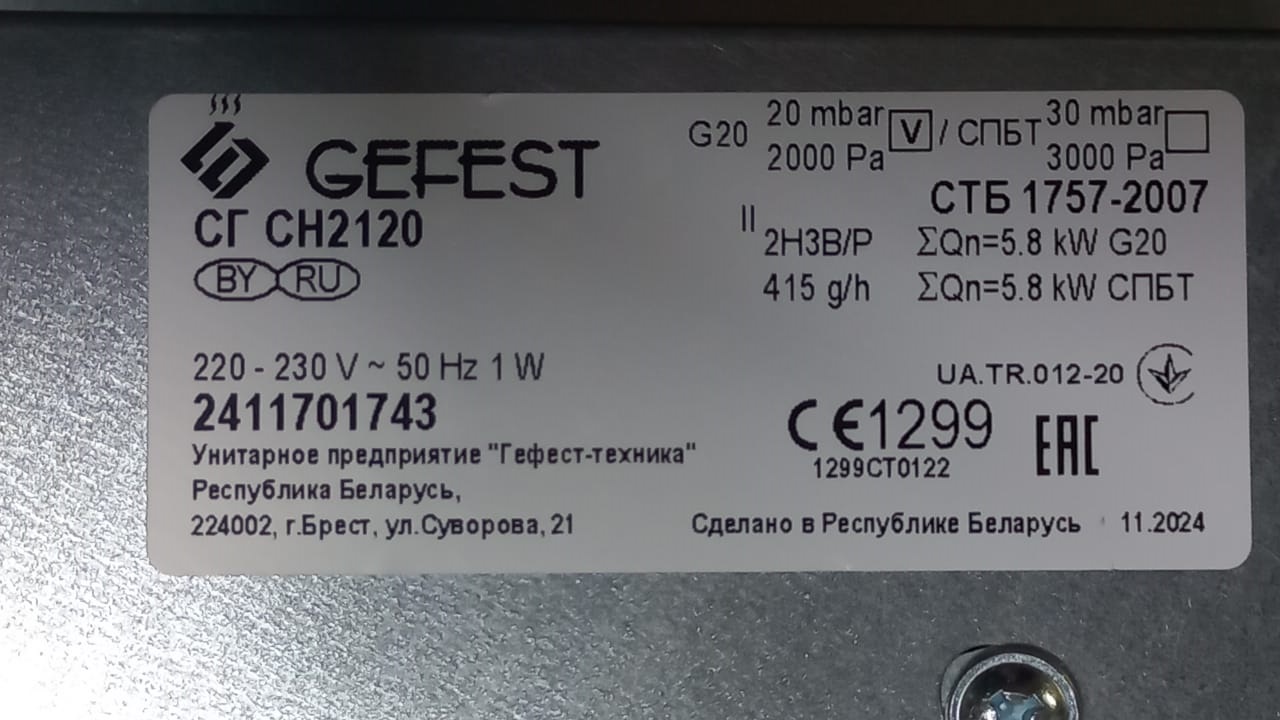 GEFEST
СГ СН2120
BY RU
220 - 230 V ~ 50 Hz 1 W
2411701743
Унитарное предприятие "Гефест-техника"
Республика Беларусь,
224002, г.Брест, ул.Суворова, 21
G20 20 mbar 2000 Pa V / СПБТ 30 mbar 3000 Pa
СТБ 1757-2007
II 2H3B/P ΣQn=5.8 kW G20
415 g/h ΣQn=5.8 kW СПБТ
UA.TR.012-20
CE1299
1299CT0122
EAC
Сделано в Республике Беларусь 11.2024